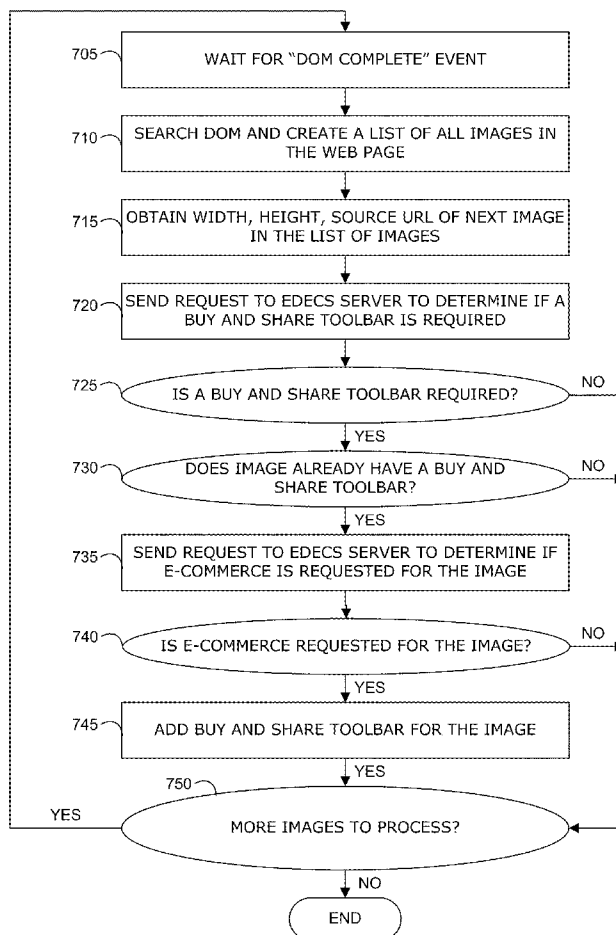 705
WAIT FOR "DOM COMPLETE" EVENT
710
SEARCH DOM AND CREATE A LIST OF ALL IMAGES IN
THE WEB PAGE
715
OBTAIN WIDTH, HEIGHT, SOURCE URL OF NEXT IMAGE
IN THE LIST OF IMAGES
720
SEND REQUEST TO EDECS SERVER TO DETERMINE IF A
BUY AND SHARE TOOLBAR IS REQUIRED
725
IS A BUY AND SHARE TOOLBAR REQUIRED?
NO
YES
730
DOES IMAGE ALREADY HAVE A BUY AND
SHARE TOOLBAR?
NO
YES
735
SEND REQUEST TO EDECS SERVER TO DETERMINE IF
E-COMMERCE IS REQUESTED FOR THE IMAGE
740
IS E-COMMERCE REQUESTED FOR THE IMAGE?
NO
YES
745
ADD BUY AND SHARE TOOLBAR FOR THE IMAGE
YES
750
YES
MORE IMAGES TO PROCESS?
NO
END